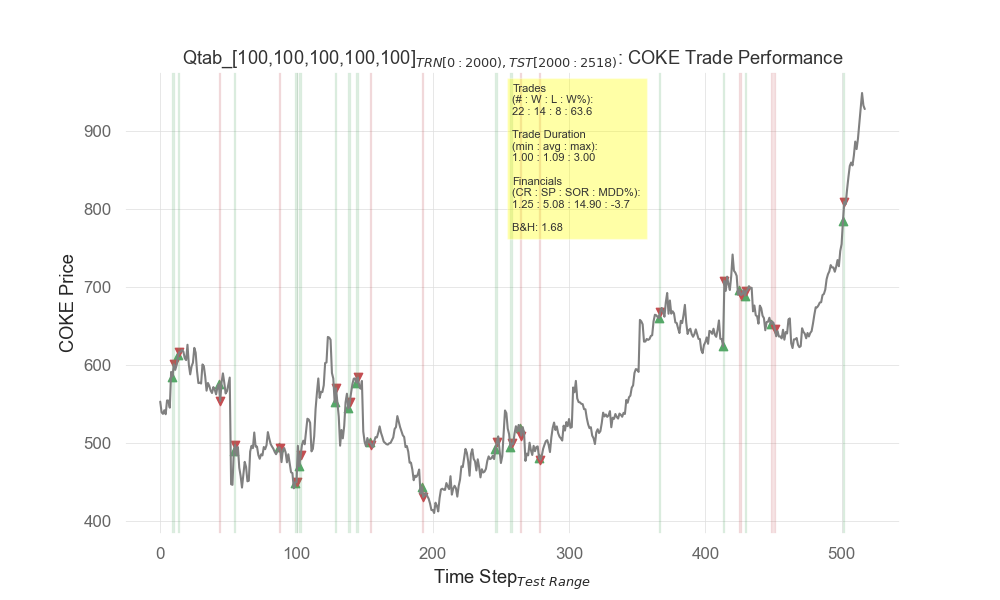 Qtab_[100,100,100,100,100]TRN[0:2000),TST[2000:2518): COKE Trade Performance
Trades
(# : W : L : W%):
22 : 14 : 8 : 63.6
Trade Duration
(min : avg : max):
1.00 : 1.09 : 3.00
Financials
(CR : SP : SOR : MDD%):
1.25 : 5.08 : 14.90 : -3.7
B&H: 1.68
900
800
700
600
500
400
COKE Price
0 100 200 300 400 500
Time StepTest Range